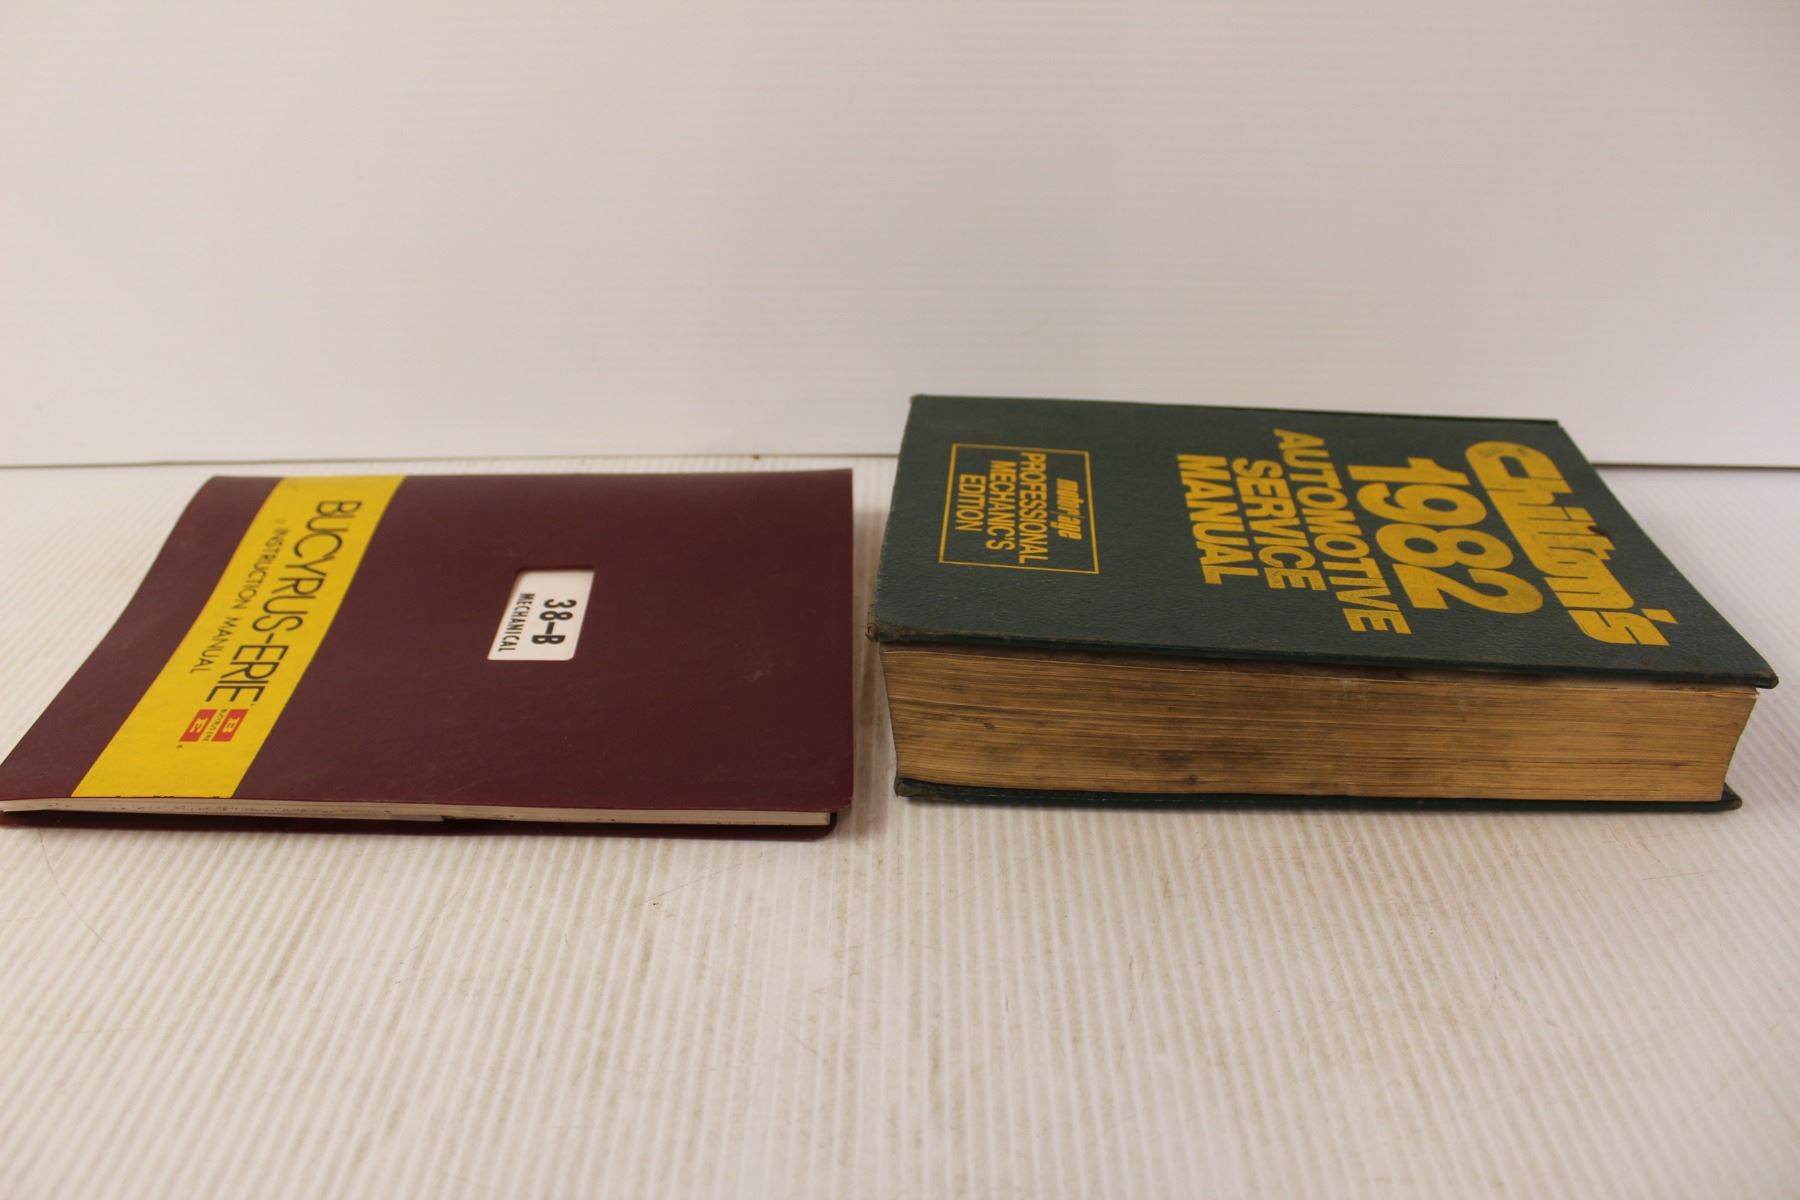 BUCYRUS-ERIE
INSTRUCTION MANUAL
38-B
MECHANICAL
Chilton's
1982
AUTOMOTIVE
SERVICE
MANUAL
motor/age
PROFESSIONAL
MECHANIC'S
EDITION